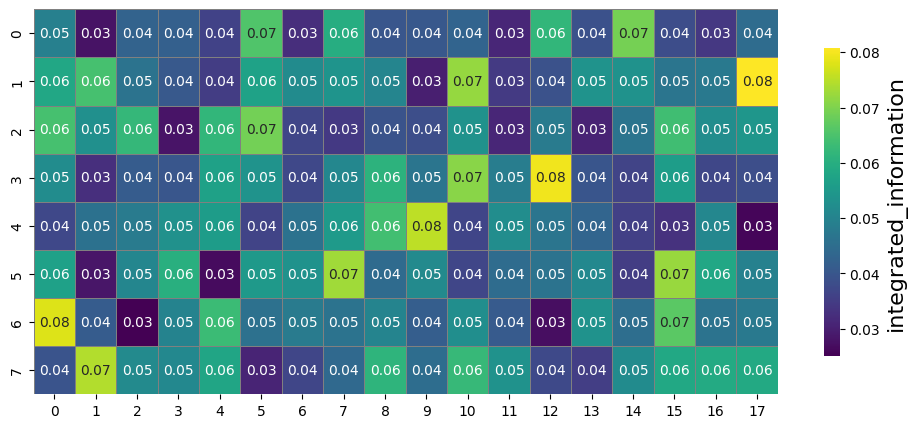 0 0.05 0.03 0.04 0.04 0.04 0.07 0.03 0.06 0.04 0.04 0.04 0.03 0.06 0.04 0.07 0.04 0.03 0.04
1 0.06 0.06 0.05 0.04 0.04 0.06 0.05 0.05 0.05 0.03 0.07 0.03 0.04 0.05 0.05 0.05 0.05 0.08
2 0.06 0.05 0.06 0.03 0.06 0.07 0.04 0.03 0.04 0.04 0.05 0.03 0.05 0.03 0.05 0.06 0.05 0.05
3 0.05 0.03 0.04 0.04 0.06 0.05 0.04 0.05 0.06 0.05 0.07 0.05 0.08 0.04 0.04 0.06 0.04 0.04
4 0.04 0.05 0.05 0.05 0.06 0.04 0.05 0.06 0.06 0.08 0.04 0.05 0.05 0.04 0.04 0.03 0.05 0.03
5 0.06 0.03 0.05 0.06 0.03 0.05 0.05 0.07 0.04 0.05 0.04 0.04 0.05 0.05 0.04 0.07 0.06 0.05
6 0.08 0.04 0.03 0.05 0.06 0.05 0.05 0.05 0.05 0.04 0.05 0.04 0.03 0.05 0.05 0.07 0.05 0.05
7 0.04 0.07 0.05 0.05 0.06 0.03 0.04 0.04 0.06 0.04 0.06 0.05 0.04 0.04 0.05 0.06 0.06 0.06
0 1 2 3 4 5 6 7 8 9 10 11 12 13 14 15 16 17
0.08
0.07
0.06
0.05
0.04
0.03
integrated_information